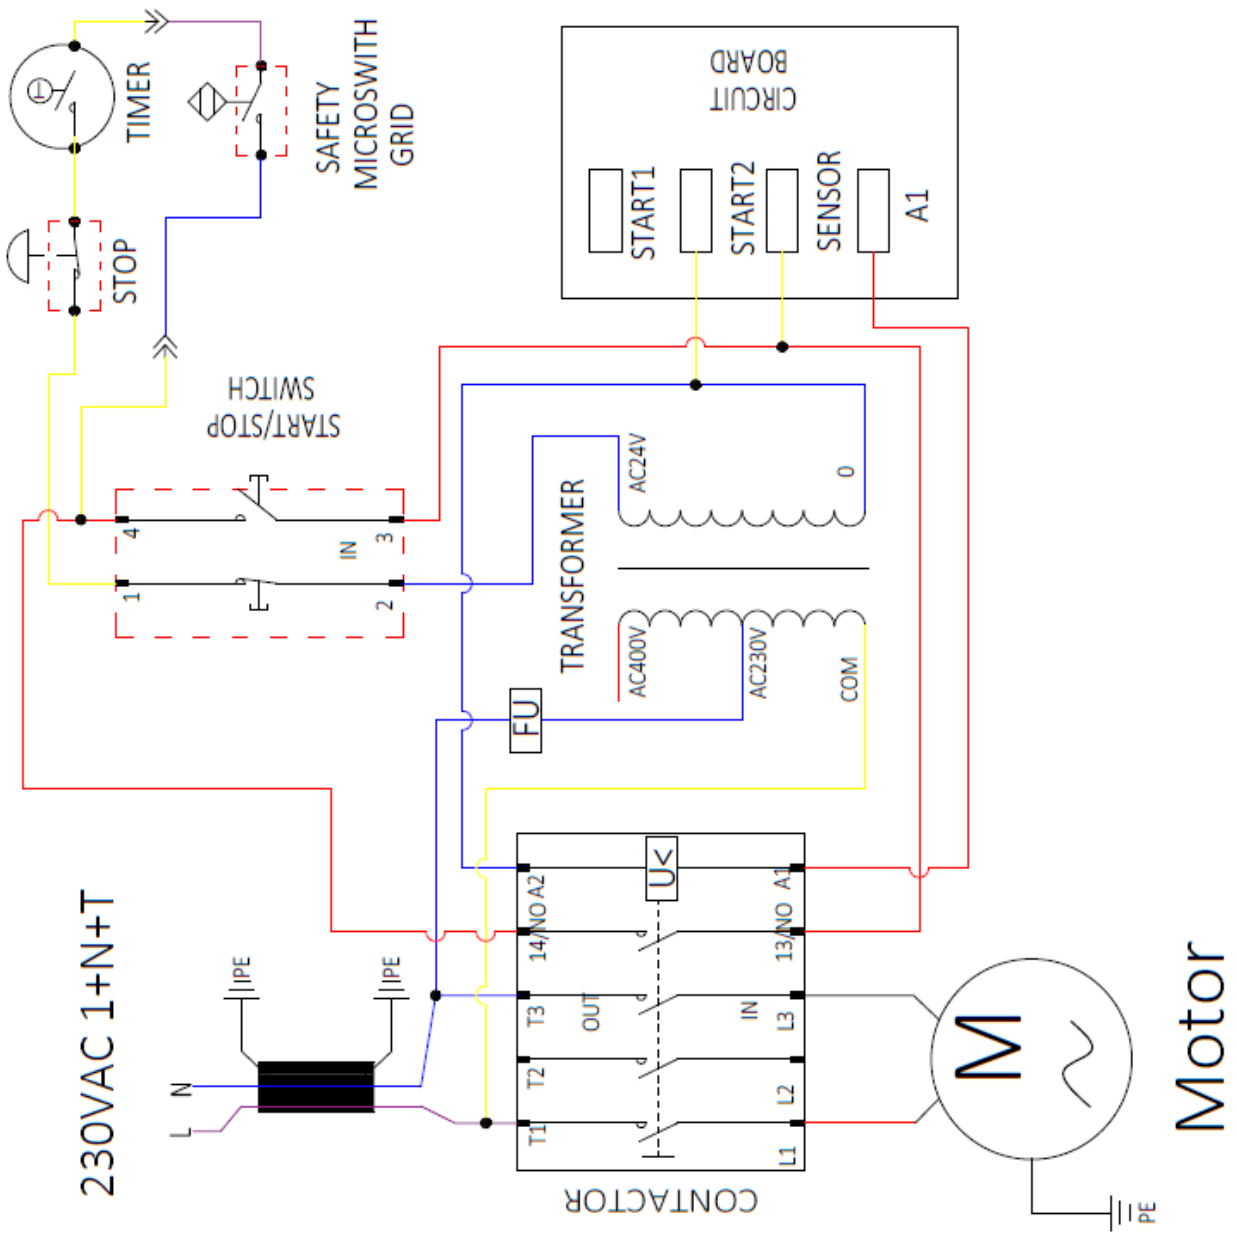 TIMER
SAFETY
MICROSWITH
GRID
STOP
START/STOP
SWITCH
4
3
IN
1
2
CIRCUIT
BOARD
START1
START2
SENSOR
A1
TRANSFORMER
AC24V
0
AC400V
AC230V
COM
FU
230VAC 1+N+T
PE
PE
N
L
A2
U<
A1
14/NO
13/NO
T3
OUT
IN
L3
T2
L2
T1
L1
CONTACTOR
M
Motor
PE